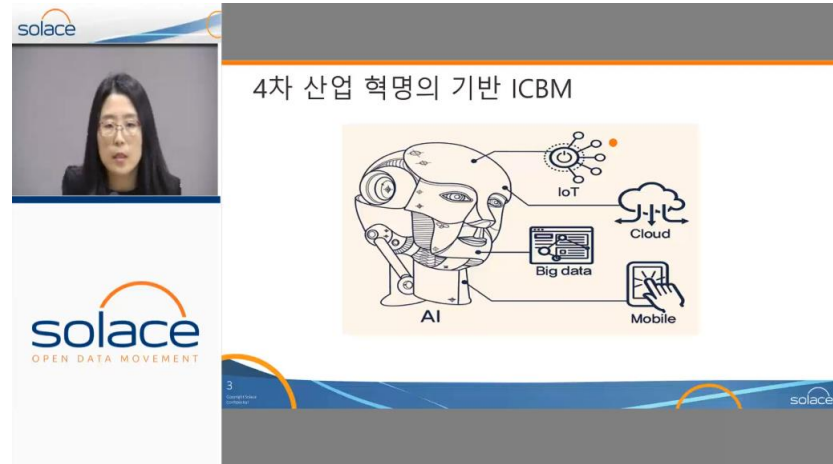 solace
4차 산업 혁명의 기반 ICBM
IoT
Cloud
Big data
Mobile
AI
solace
OPEN DATA MOVEMENT
3
solace